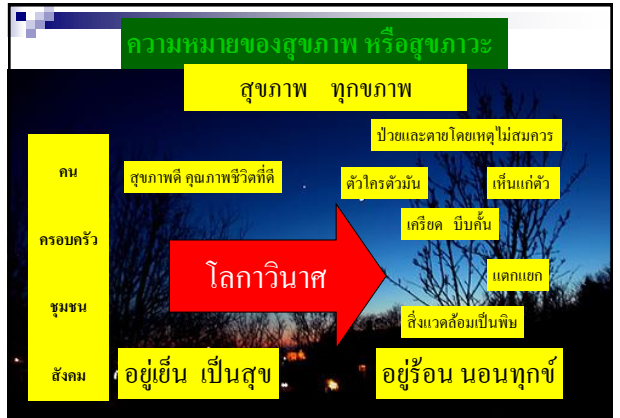 ความหมายของสุขภาพ หรือสุขภาวะ
สุขภาพ ทุกขภาพ
ป่วยและตายโดยเหตุไม่สมควร
คน
สุขภาพดี คุณภาพชีวิตที่ดี
ตัวใครตัวมัน
เห็นแก่ตัว
เครียด บีบคั้น
ครอบครัว
โลกาวินาศ
แตกแยก
ชุมชน
สิ่งแวดล้อมเป็นพิษ
สังคม
อยู่เย็น เป็นสุข
อยู่ร้อน นอนทุกข์